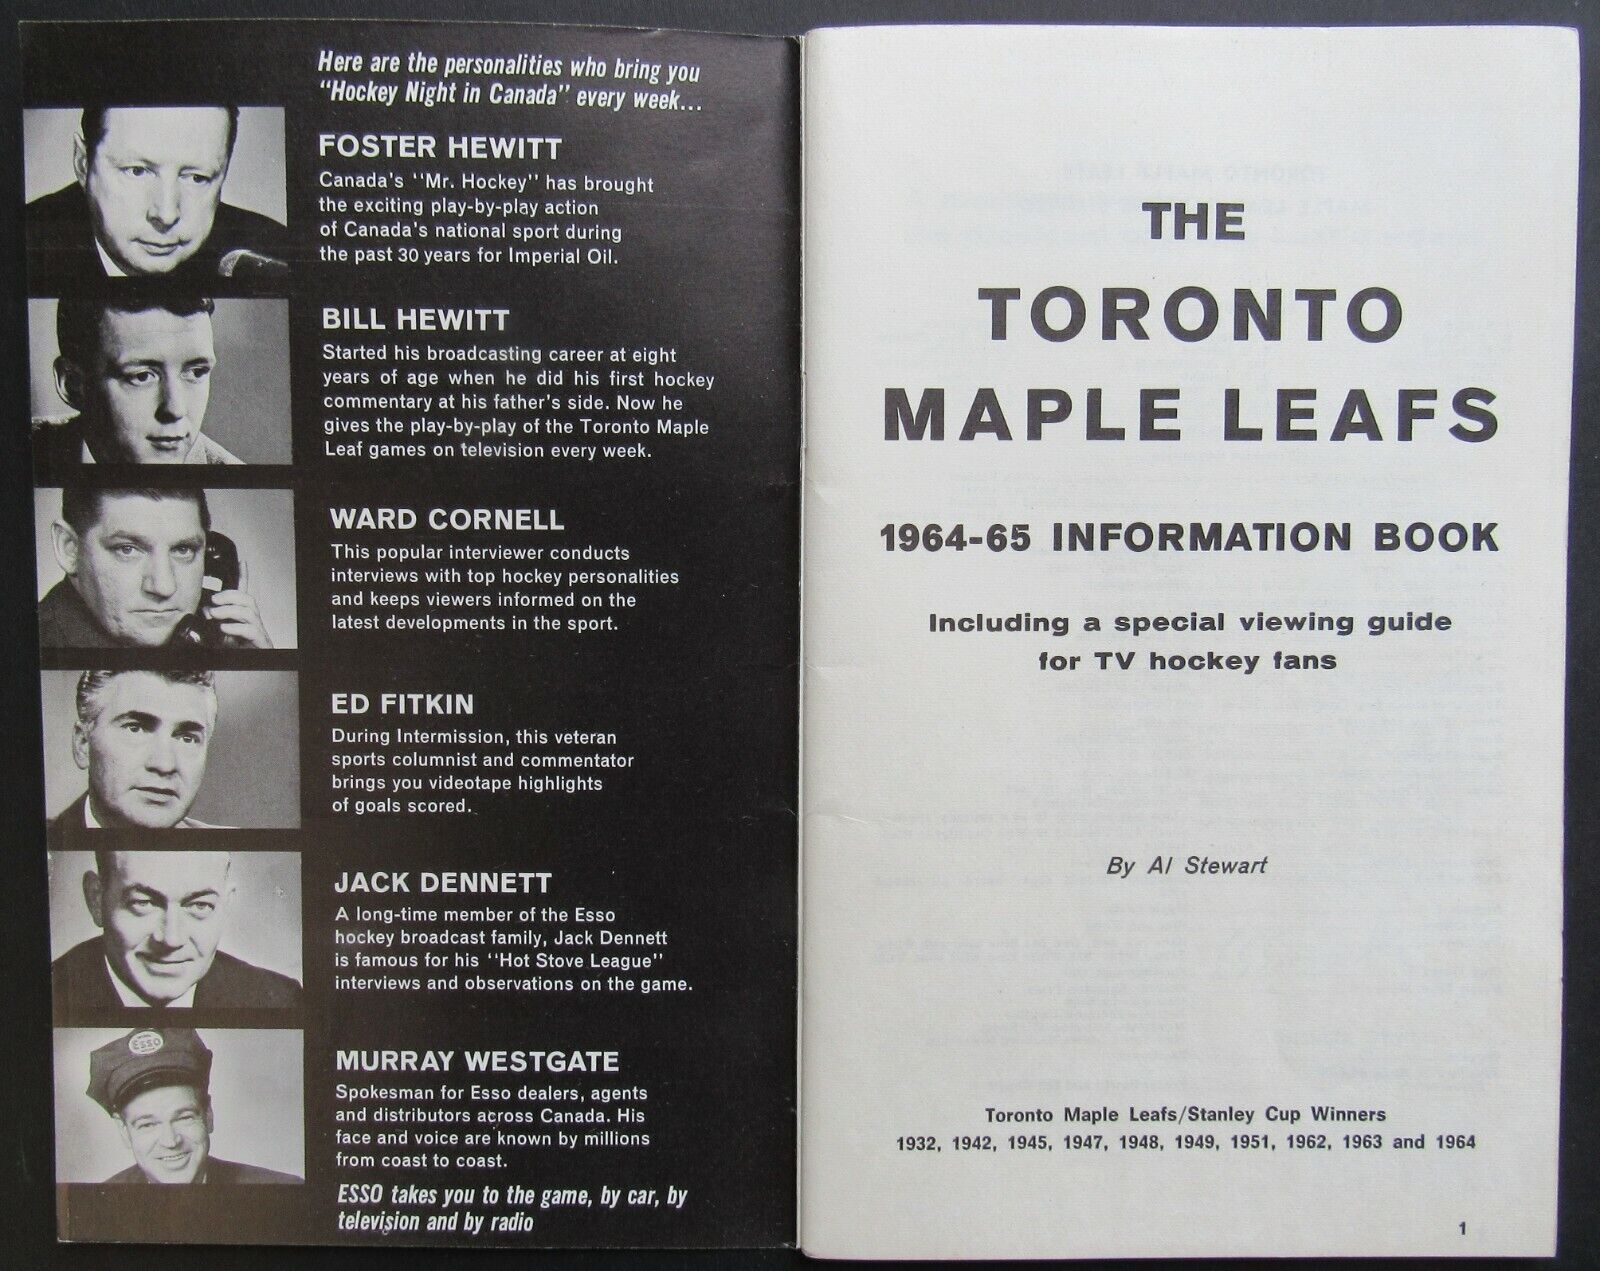 Here are the personalities who bring you
"Hockey Night in Canada" every week...
FOSTER HEWITT
Canada's "Mr. Hockey" has brought
the exciting play-by-play action
of Canada's national sport during
the past 30 years for Imperial Oil.
BILL HEWITT
Started his broadcasting career at eight
years of age when he did his first hockey
commentary at his father's side. Now he
gives the play-by-play of the Toronto Maple
Leaf games on television every week.
WARD CORNELL
This popular interviewer conducts
interviews with top hockey personalities
and keeps viewers informed on the
latest developments in the sport.
ED FITKIN
During Intermission, this veteran
sports columnist and commentator
brings you videotape highlights
of goals scored.
JACK DENNETT
A long-time member of the Esso
hockey broadcast family, Jack Dennett
is famous for his "Hot Stove League"
interviews and observations on the game.
ESSO
MURRAY WESTGATE
Spokesman for Esso dealers, agents
and distributors across Canada. His
face and voice are known by millions
from coast to coast.
ESSO takes you to the game, by car, by
television and by radio
THE
TORONTO
MAPLE LEAFS
1964-65 INFORMATION BOOK
Including a special viewing guide
for TV hockey fans
By Al Stewart
Toronto Maple Leafs/Stanley Cup Winners
1932, 1942, 1945, 1947, 1948, 1949, 1951, 1962, 1963 and 1964
1